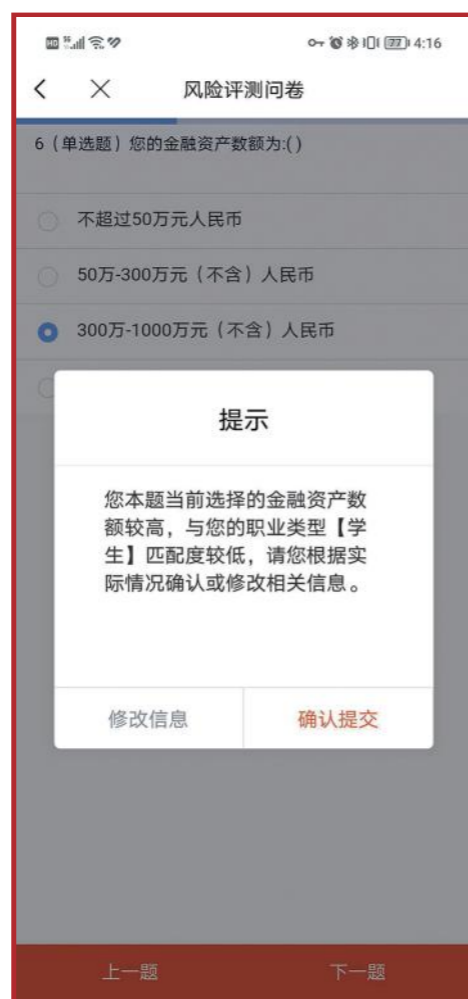 4:16
风险评测问卷
6（单选题）您的金融资产数额为:()
不超过50万元人民币
50万-300万元（不含）人民币
300万-1000万元（不含）人民币
提示
您本题当前选择的金融资产数
额较高，与您的职业类型【学
生】匹配度较低，请您根据实
际情况确认或修改相关信息。
修改信息
确认提交
上一题
下一题